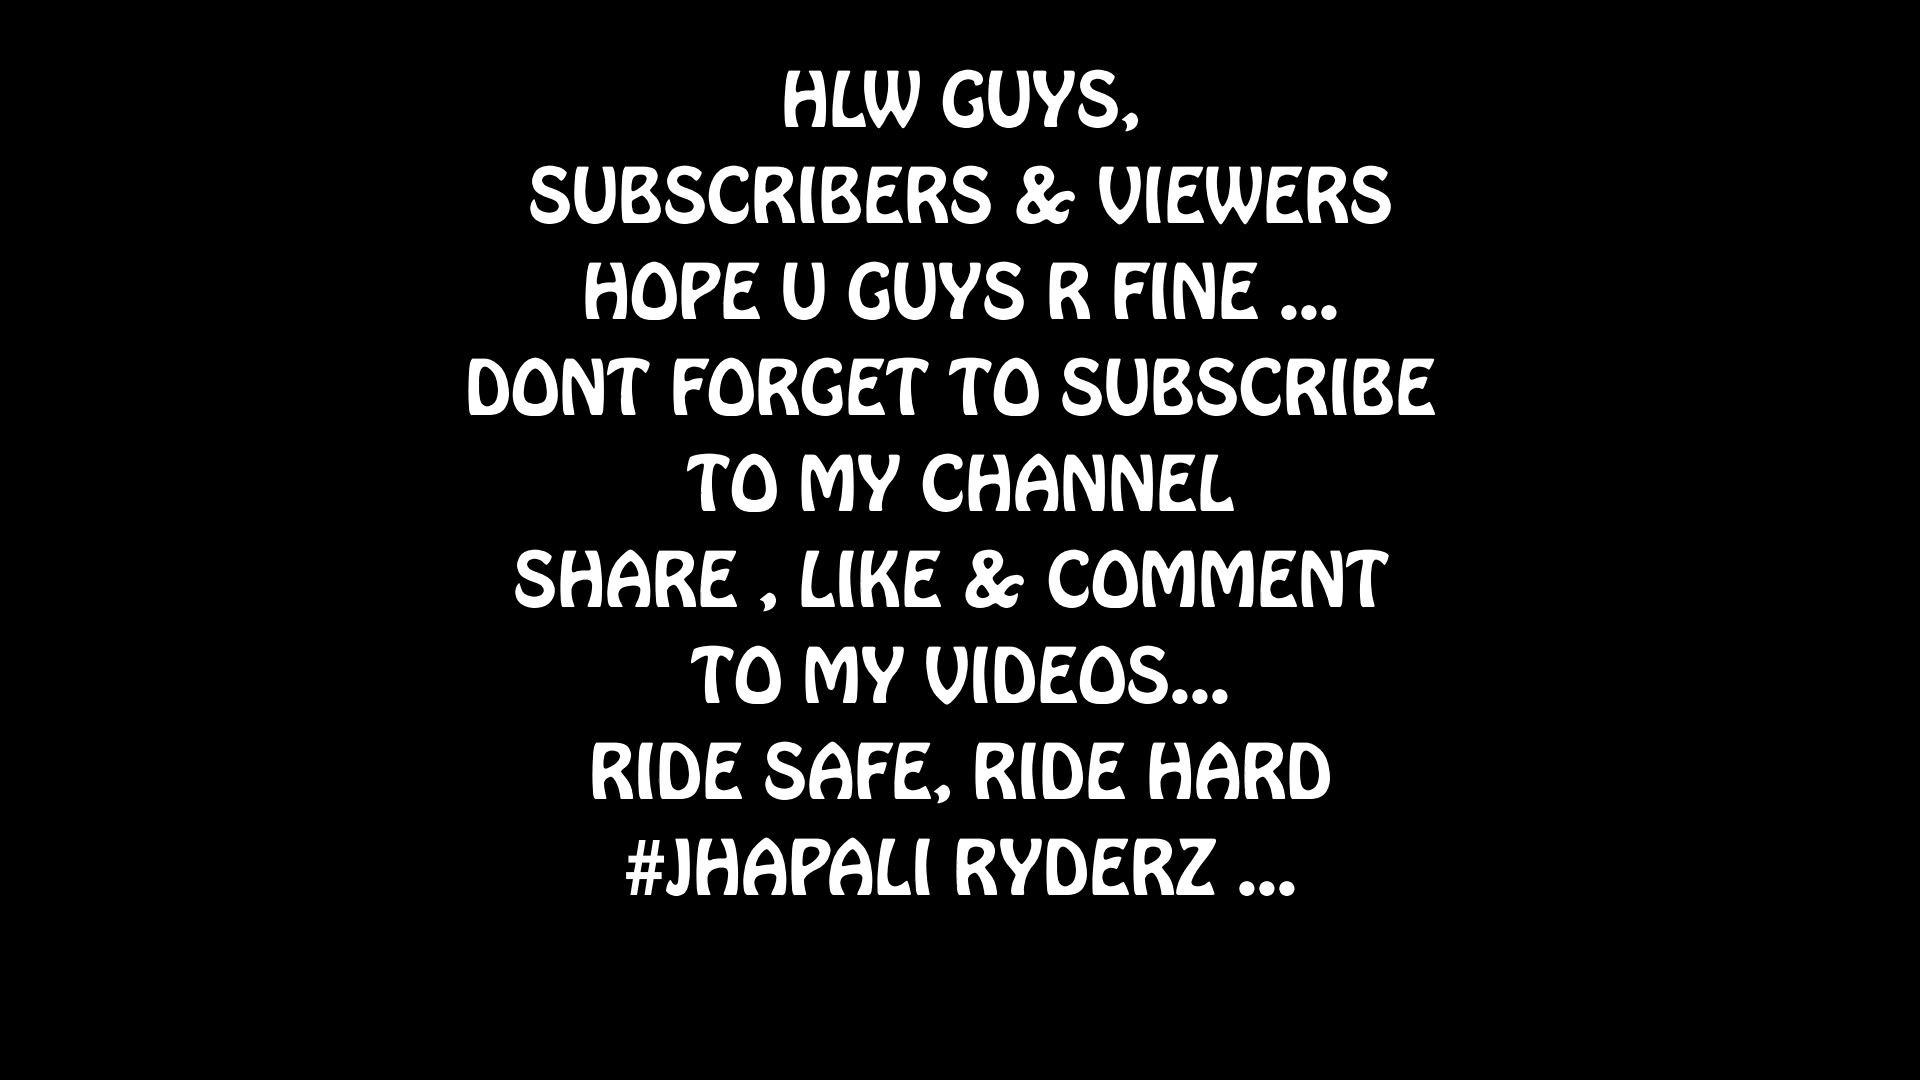 HLW GUYS,
SUBSCRIBERS & VIEWERS
HOPE U GUYS R FINE ...
DONT FORGET TO SUBSCRIBE
TO MY CHANNEL
SHARE , LIKE & COMMENT
TO MY VIDEOS...
RIDE SAFE, RIDE HARD
#JHAPALI RYDERZ ...